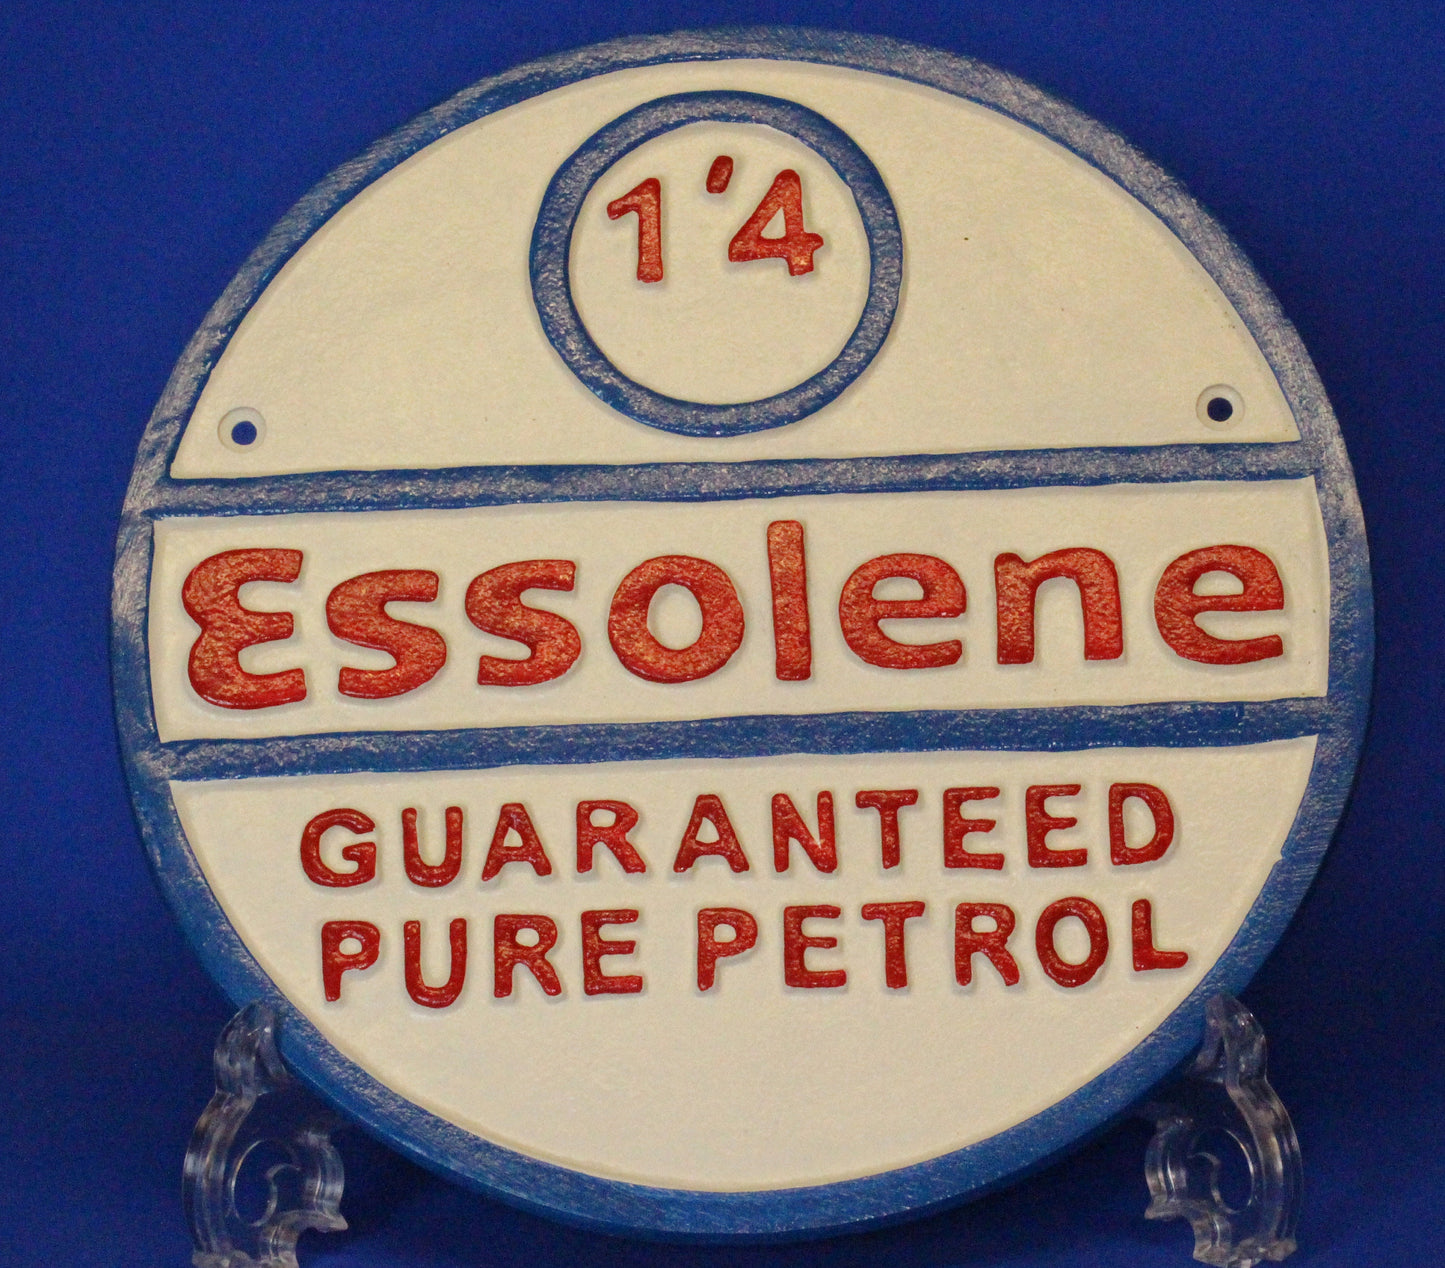 1'4
Essolene
GUARANTEED
PURE PETROL